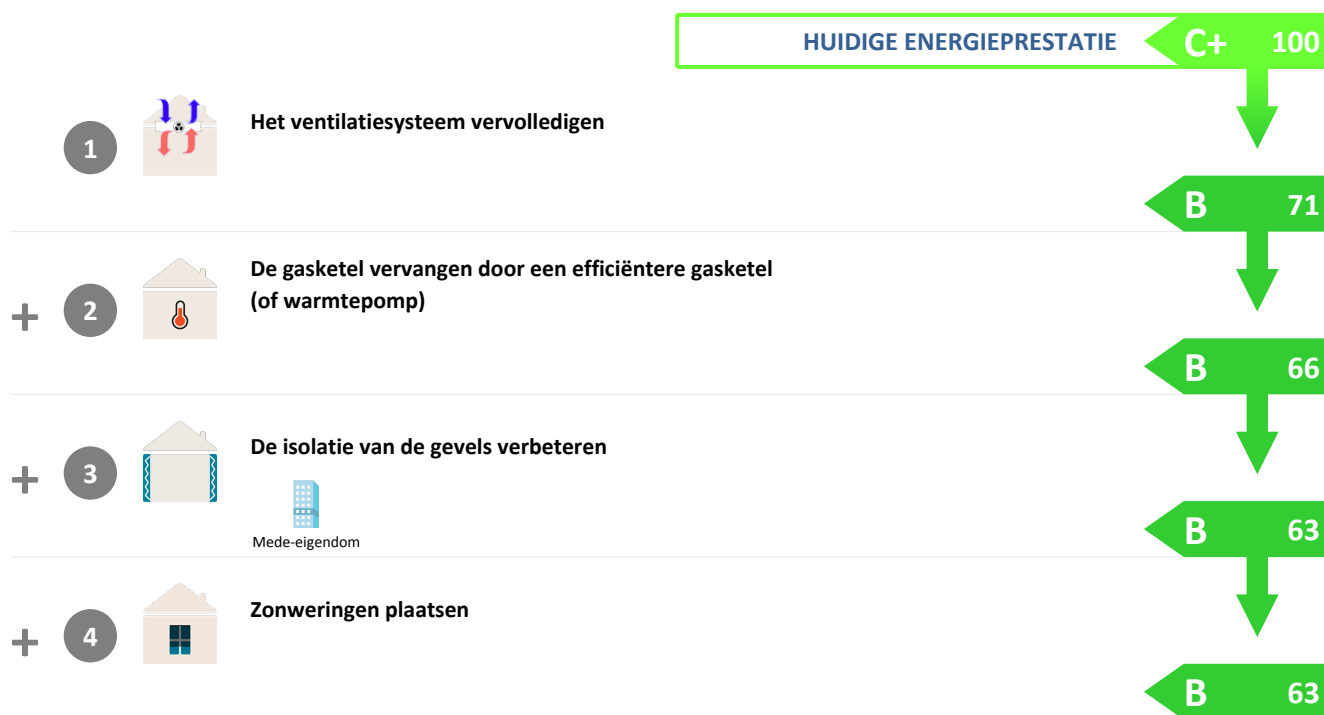 HUIDIGE ENERGIEPRESTATIE C+ 100
1 Het ventilatiesysteem vervolledigen
B 71
+ 2 De gasketel vervangen door een efficiëntere gasketel
(of warmtepomp)
B 66
+ 3 De isolatie van de gevels verbeteren
Mede-eigendom
B 63
+ 4 Zonweringen plaatsen
B 63